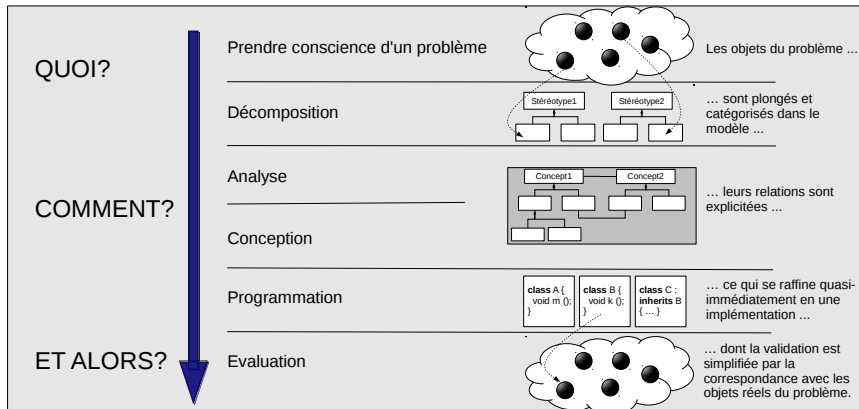 QUOI?
Prendre conscience d'un problème
Les objets du problème ...
Décomposition
Stéréotype1
Stéréotype2
… sont plongés et
catégorisés dans le
modèle ...
COMMENT?
Analyse
Conception
Concept1
Concept2
... leurs relations sont
explicitées ...
Programmation
class A {
void m ();
}
class B {
void k ();
}
class C :
inherits B
{ … }
...ce qui se raffine quasi-
immédiatement en une
implémentation ...
ET ALORS?
Evaluation
... dont la validation est
simplifiée par la
correspondance avec les
objets réels du problème.